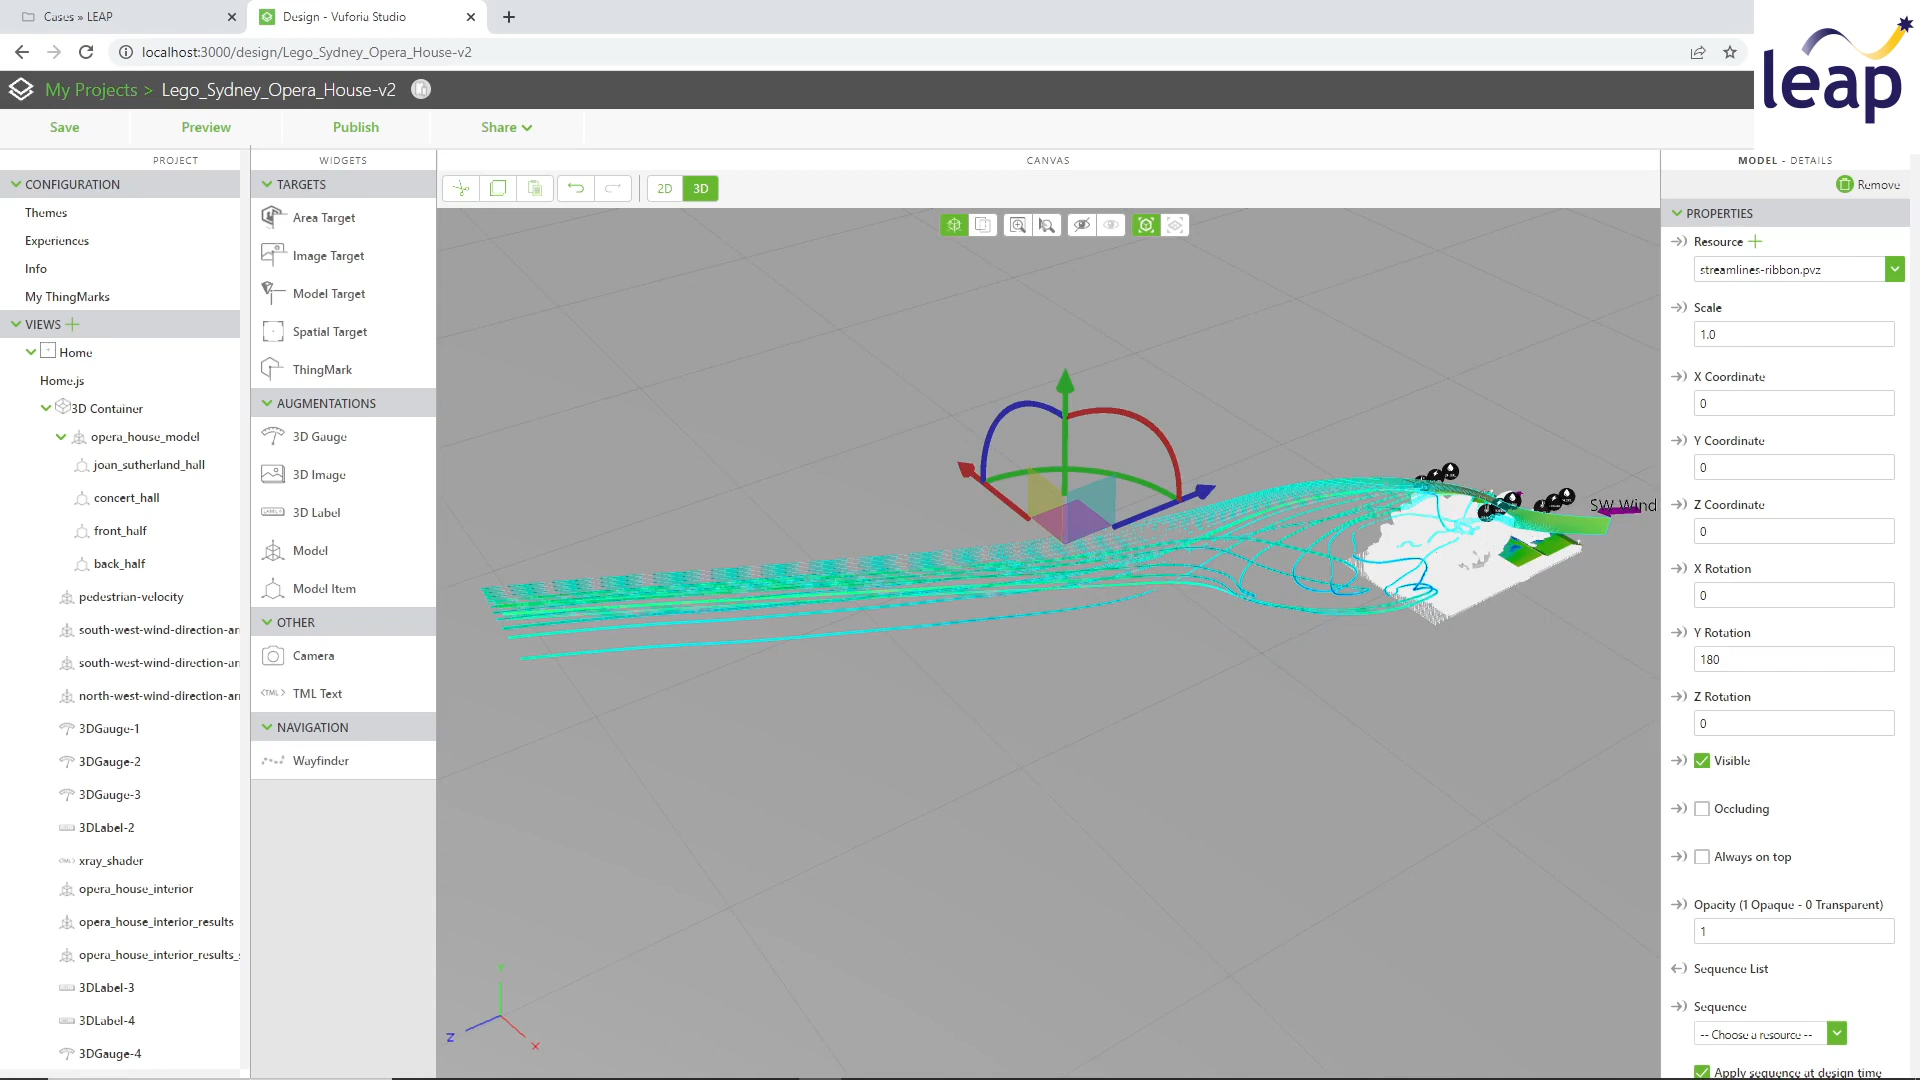 Cases » LEAP
Design - Vuforia Studio
localhost:3000/design/Lego_Sydney_Opera_House-v2
leap
My Projects > Lego_Sydney_Opera_House-v2
Save
Preview
Publish
Share
PROJECT
CONFIGURATION
Themes
Experiences
Info
My ThingMarks
VIEWS
Home
Home.js
3D Container
opera_house_model
joan_sutherland_hall
concert_hall
front_half
back_half
pedestrian-velocity
south-west-wind-direction-arr
south-west-wind-direction-arr
north-west-wind-direction-arr
3DGauge-1
3DGauge-2
3DGauge-3
3DLabel-2
xray_shader
opera_house_interior
opera_house_interior_results
opera_house_interior_results_s
3DLabel-3
3DLabel-4
3DGauge-4
WIDGETS
TARGETS
Area Target
Image Target
Model Target
Spatial Target
ThingMark
AUGMENTATIONS
3D Gauge
3D Image
3D Label
Model
Model Item
OTHER
Camera
TML Text
NAVIGATION
Wayfinder
CANVAS
2D
3D
SW Wind
Y
Z
X
MODEL - DETAILS
Remove
PROPERTIES
Resource
streamlines-ribbon.pvz
Scale
1.0
X Coordinate
0
Y Coordinate
0
Z Coordinate
0
X Rotation
0
Y Rotation
180
Z Rotation
0
Visible
Occluding
Always on top
Opacity (1 Opaque - 0 Transparent)
1
Sequence List
Sequence
-- Choose a resource --
Apply sequence at design time